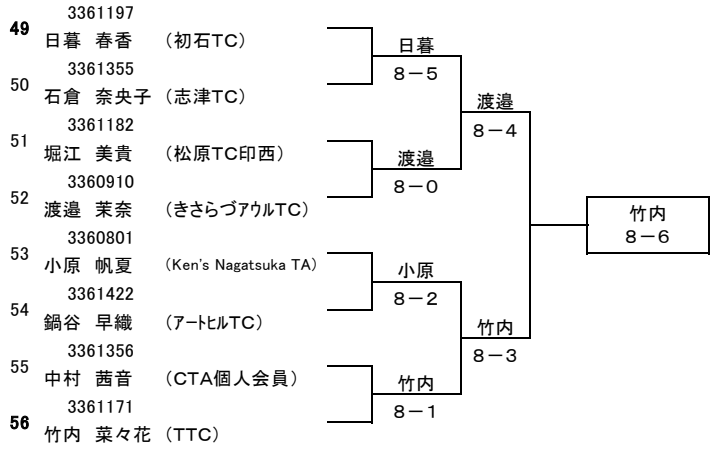 3361197
49 日暮 春香 (初石TC)
日暮
8－5
3361355
50 石倉 奈央子 (志津TC)
渡邉
8－4
3361182
51 堀江 美貴 (松原TC印西)
渡邉
8－0
3360910
52 渡邉 茉奈 (きさらづアウルTC)
竹内
8－6
3360801
53 小原 帆夏 (Ken's Nagatsuka TA)
小原
8－2
3361422
54 鍋谷 早織 (アートヒルTC)
竹内
8－3
3361356
55 中村 茜音 (CTA個人会員)
竹内
8－1
3361171
56 竹内 菜々花 (TTC)